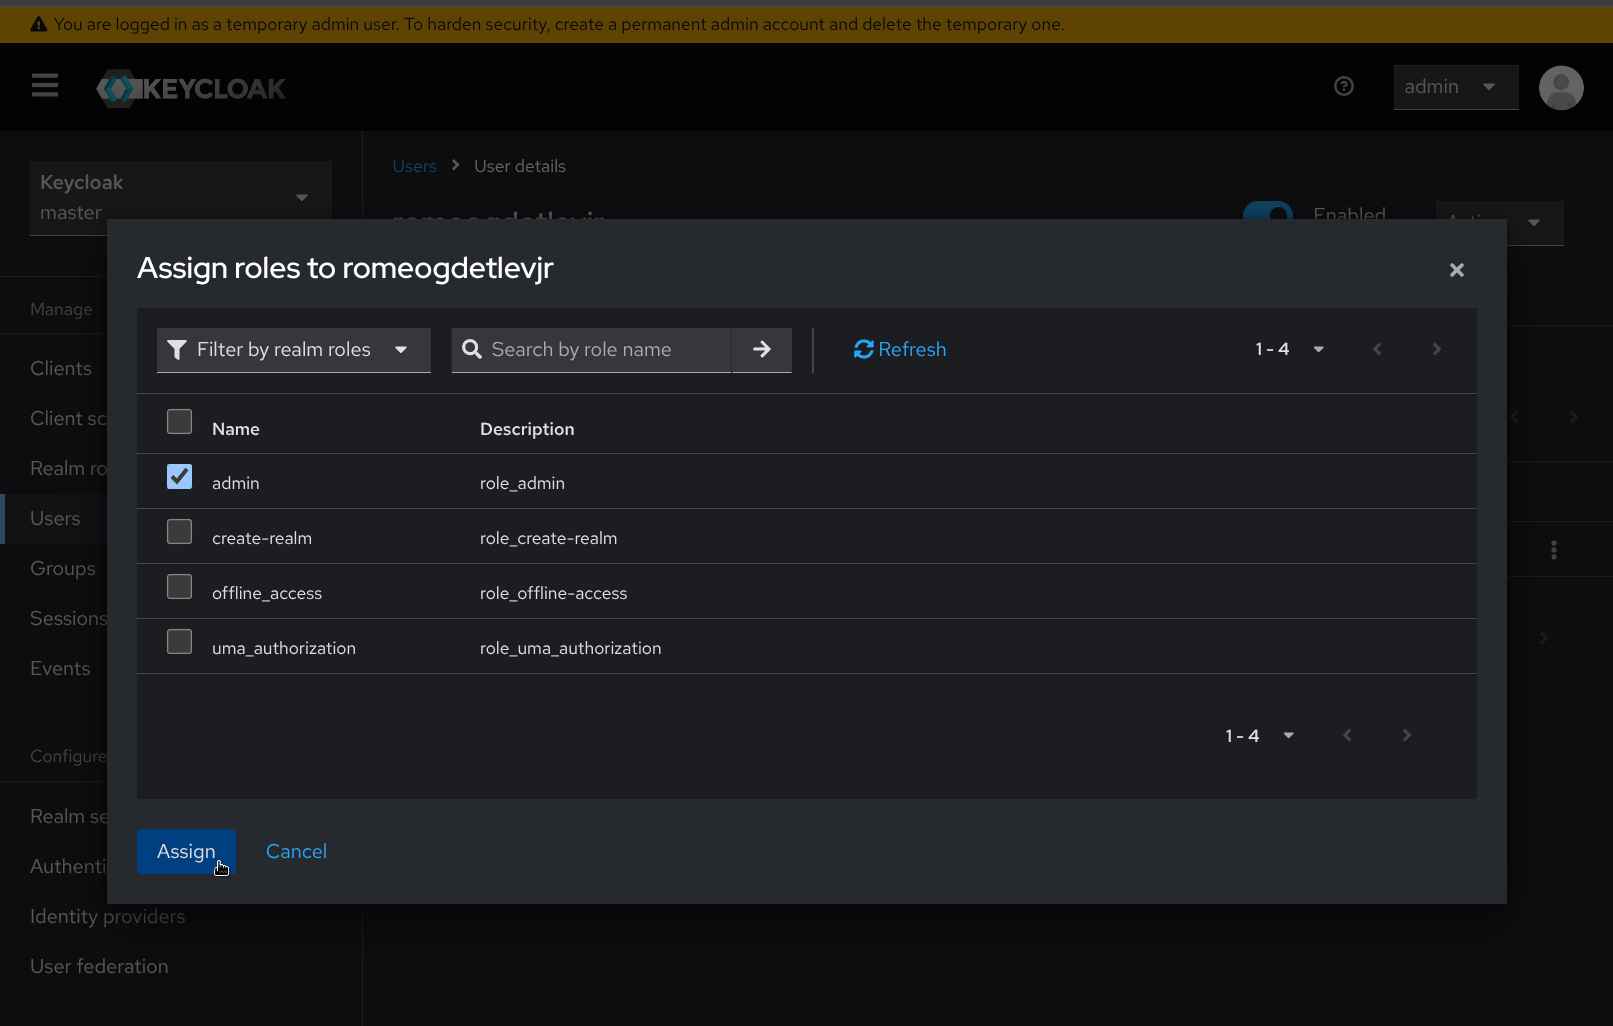 You are logged in as a temporary admin user. To harden security, create a permanent admin account and delete the temporary one.
KEYCLOAK
admin
Keycloak
master
Users
User details
romeogdetlevjr
Enabled
Manage
Clients
Client sc
Realm ro
Users
Groups
Sessions
Events
Configure
Realm se
Authenti
Identity providers
User federation
Assign roles to romeogdetlevjr
Filter by realm roles
Search by role name
Refresh
1 - 4
Name Description
admin role_admin
create-realm role_create-realm
offline_access role_offline-access
uma_authorization role_uma_authorization
1 - 4
Assign
Cancel